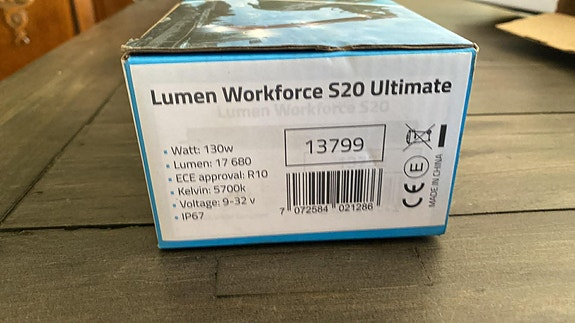 Lumen Workforce S20 Ultimate
Lumen Workforce S20
• Watt: 130w
• Lumen: 17 680
• ECE approval: R10
• Kelvin: 5700k
• Voltage: 9-32 v
• IP67
13799
7 072584 021286
CE
E
MADE IN CHINA